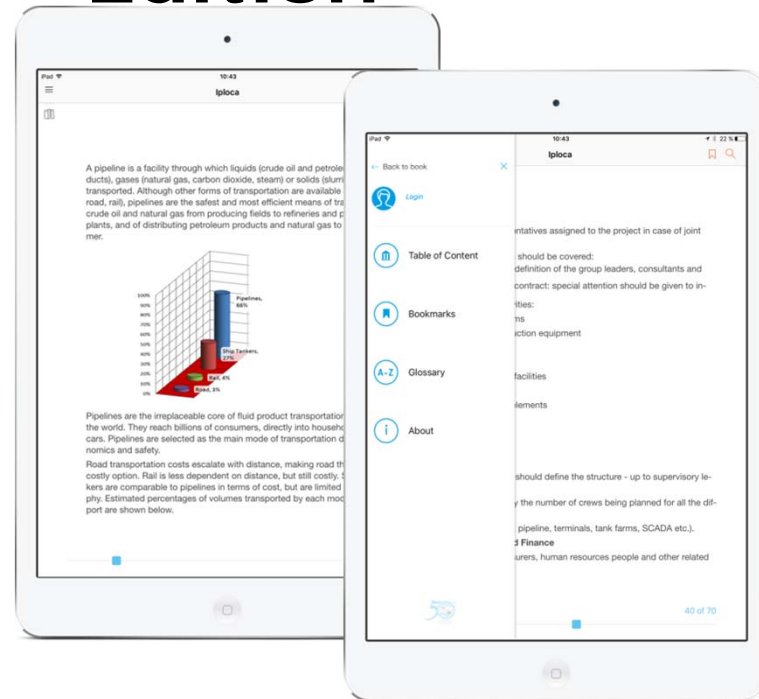 Edition
iPad
10:43
Iploca
A pipeline is a facility through which liquids (crude oil and
ducts), gases (natural gas, carbon dioxide, steam) or solids
transported. Although other forms of transportation are available
road, rail), pipelines are the safest and most efficient means of
crude oil and natural gas from producing fields to refineries and
plants, and of distributing petroleum products and natural gas to
mer.
100%
90%
80%
70%
60%
50%
40%
30%
20%
10%
0%
Pipelines,
66%
Ship Tankers,
27%
Rail, 4%
Road, 3%
Pipelines are the irreplaceable core of fluid product transportation
the world. They reach billions of consumers, directly into
cars. Pipelines are selected as the main mode of transportation
nomics and safety.
Road transportation costs escalate with distance, making road
costly option. Rail is less dependent on distance, but still costly.
kers are comparable to pipelines in terms of cost, but are limited
phy. Estimated percentages of volumes transported by each
port are shown below.
iPad
10:43
22 %
Iploca
← Back to book
Login
Table of Content
Bookmarks
A-Z
Glossary
i
About
50
ntatives assigned to the project in case of joint
should be covered:
definition of the group leaders, consultants and
contract: special attention should be given to in-
ities:
ms
uction equipment
facilities
elements
should define the structure - up to supervisory le-
y the number of crews being planned for all the dif-
pipeline, terminals, tank farms, SCADA etc.).
d Finance
urers, human resources people and other related
40 of 70